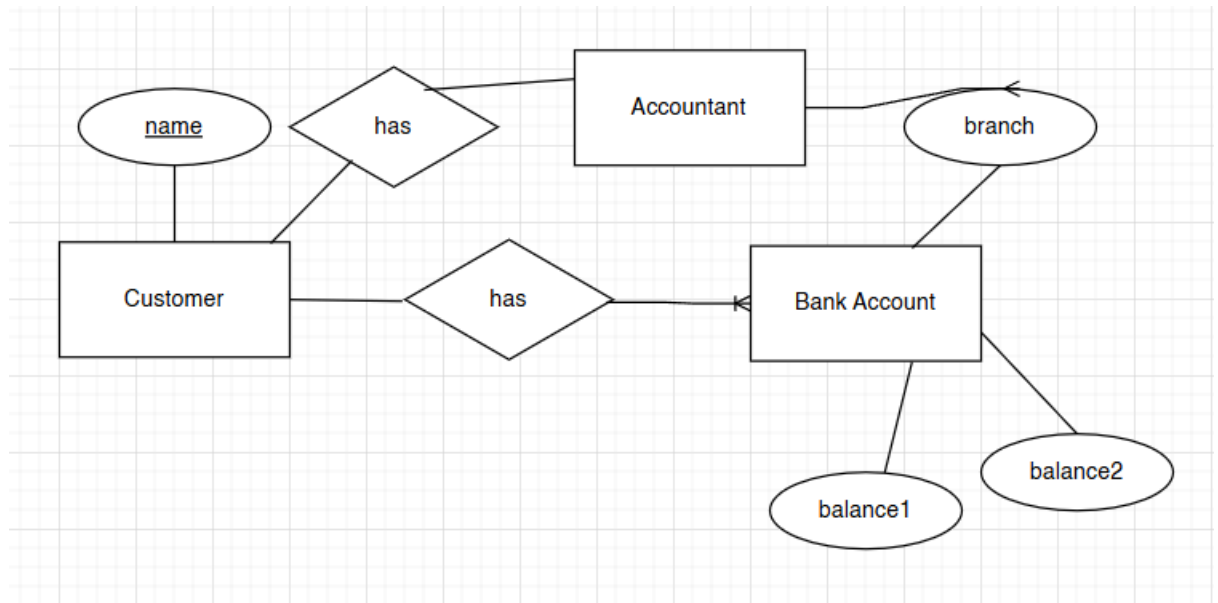 Accountant
name
has
branch
Customer
has
Bank Account
balance2
balance1